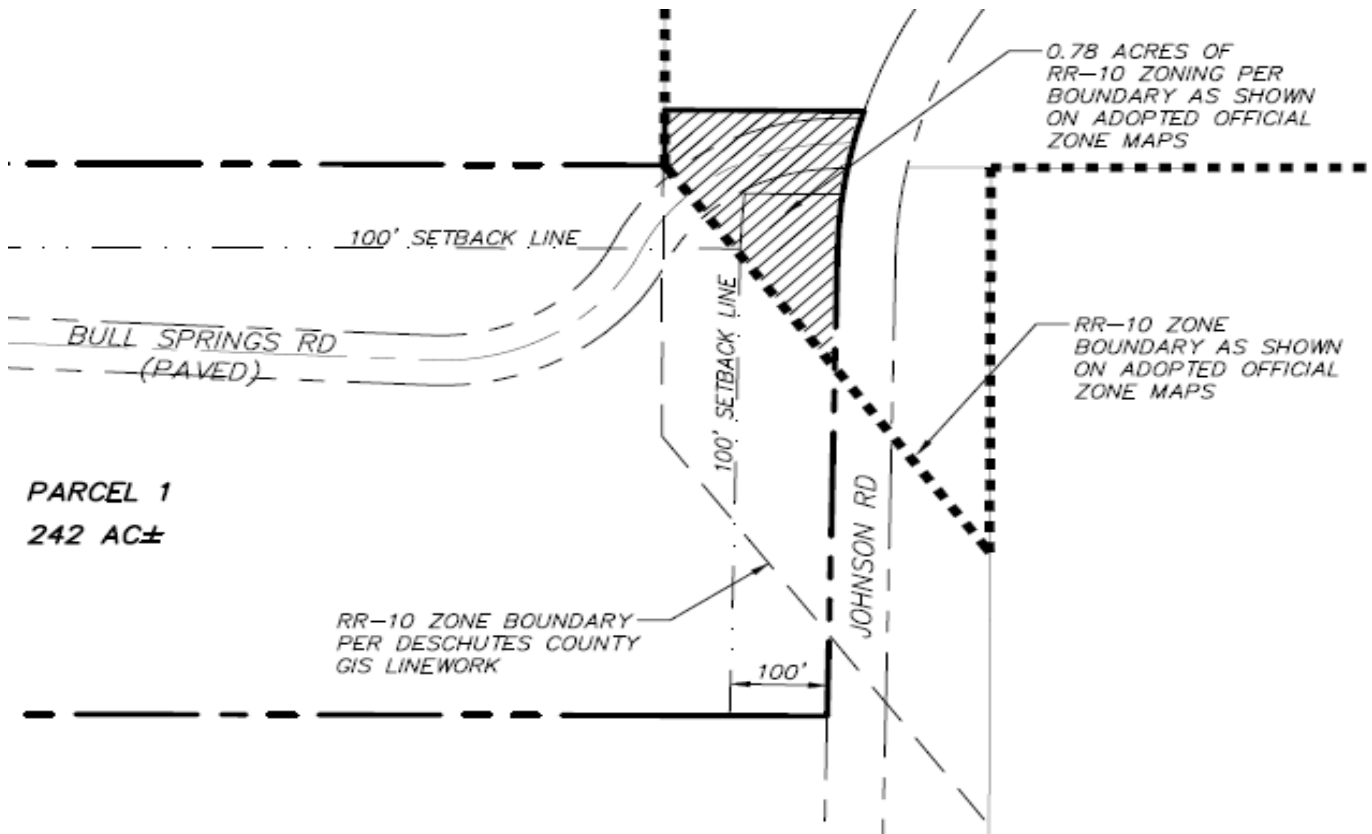 0.78 ACRES OF
RR-10 ZONING PER
BOUNDARY AS SHOWN
ON ADOPTED OFFICIAL
ZONE MAPS
100' SETBACK LINE
BULL SPRINGS RD
(PAVED)
100' SETBACK LINE
RR-10 ZONE
BOUNDARY AS SHOWN
ON ADOPTED OFFICIAL
ZONE MAPS
PARCEL 1
242 AC±
JOHNSON RD
RR-10 ZONE BOUNDARY
PER DESCHUTES COUNTY
GIS LINEWORK
100'